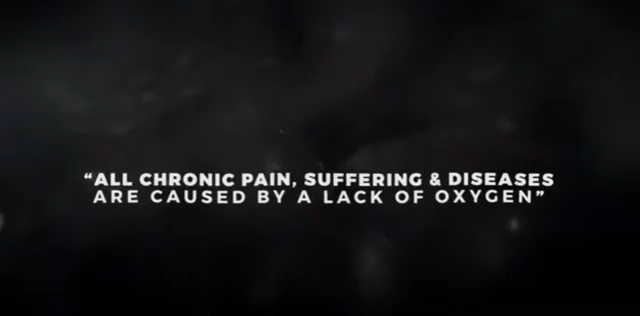 “ALL CHRONIC PAIN, SUFFERING & DISEASES
ARE CAUSED BY A LACK OF OXYGEN”